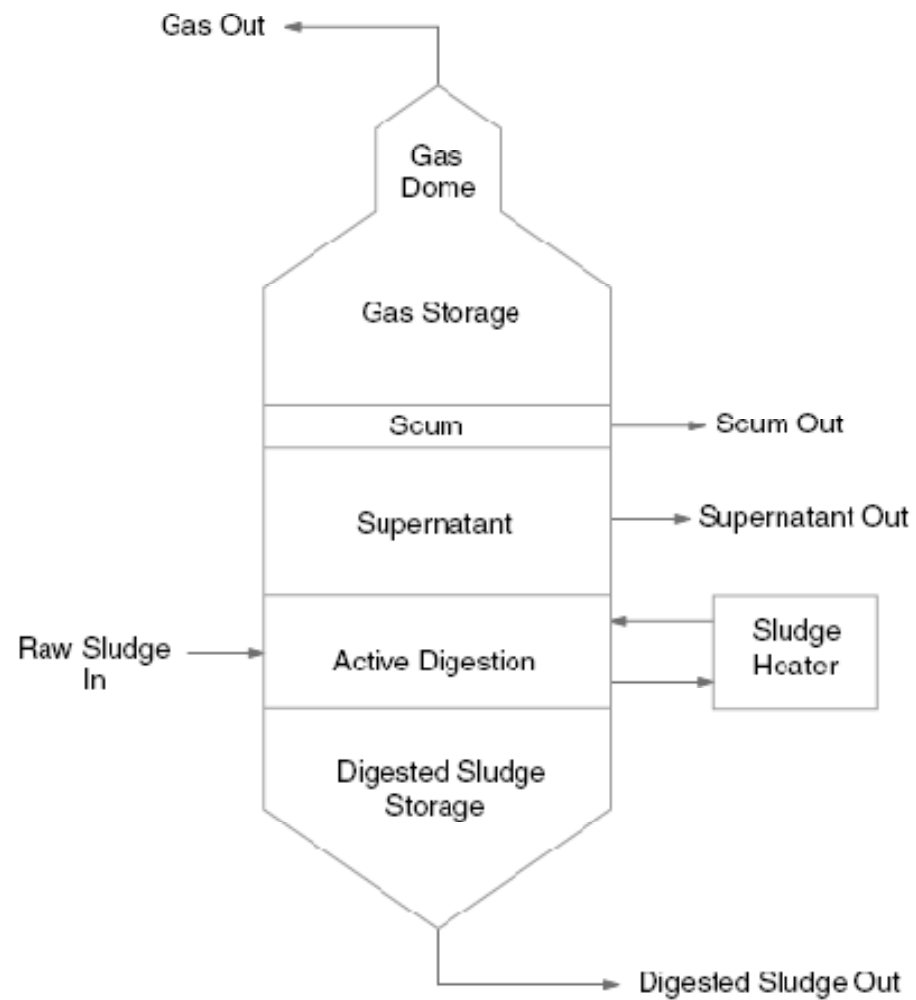 Gas Out
Gas
Dome
Gas Storage
Scum
Scum Out
Supernatant
Supernatant Out
Raw Sludge
In
Active Digestion
Sludge
Heater
Digested Sludge
Storage
Digested Sludge Out